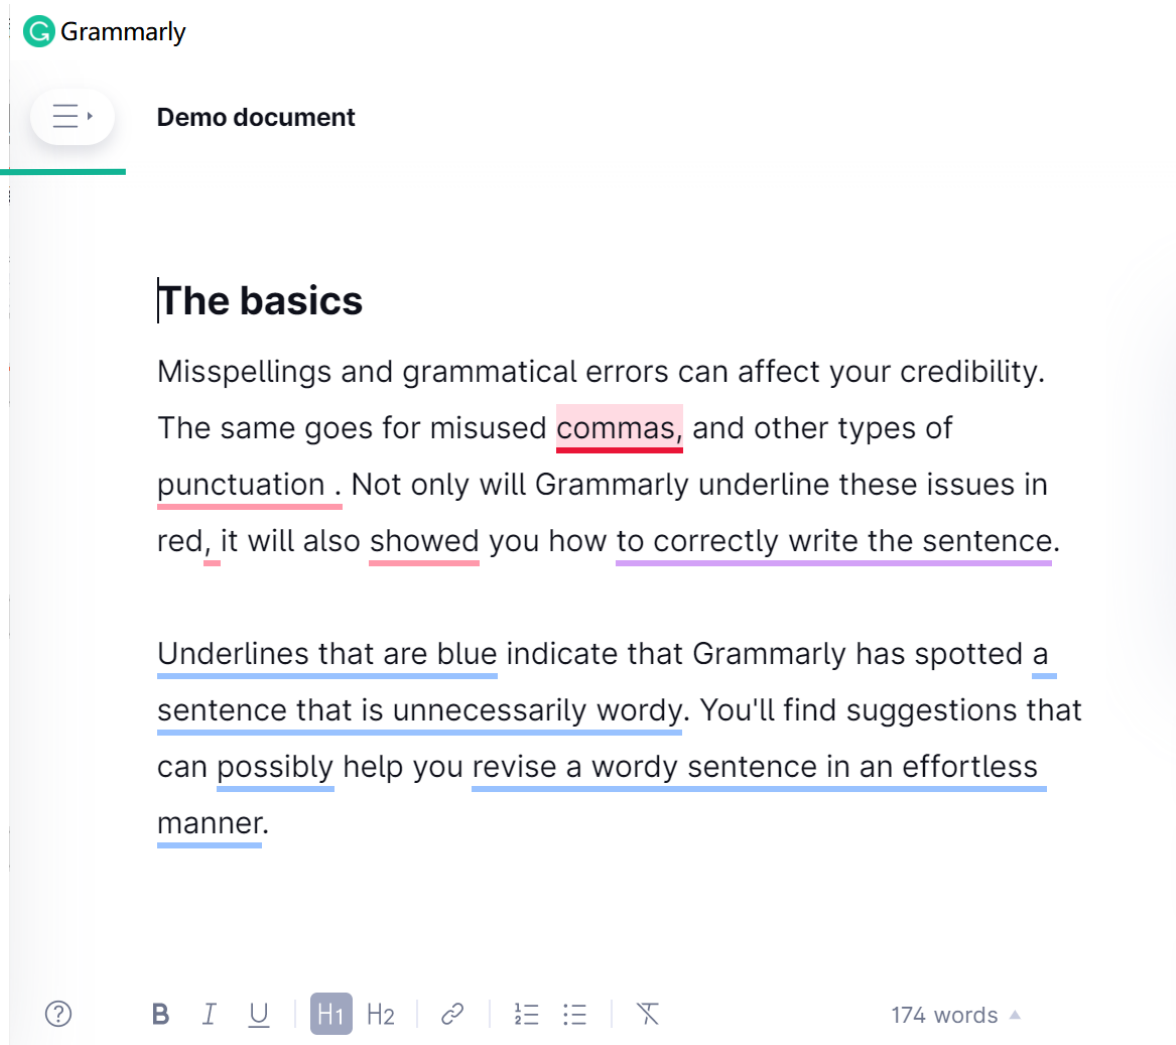 Grammarly
Demo document
The basics
Misspellings and grammatical errors can affect your credibility.
The same goes for misused commas, and other types of
punctuation . Not only will Grammarly underline these issues in
red, it will also showed you how to correctly write the sentence.
Underlines that are blue indicate that Grammarly has spotted a
sentence that is unnecessarily wordy. You'll find suggestions that
can possibly help you revise a wordy sentence in an effortless
manner.
? B I U H1 H2 T 174 words